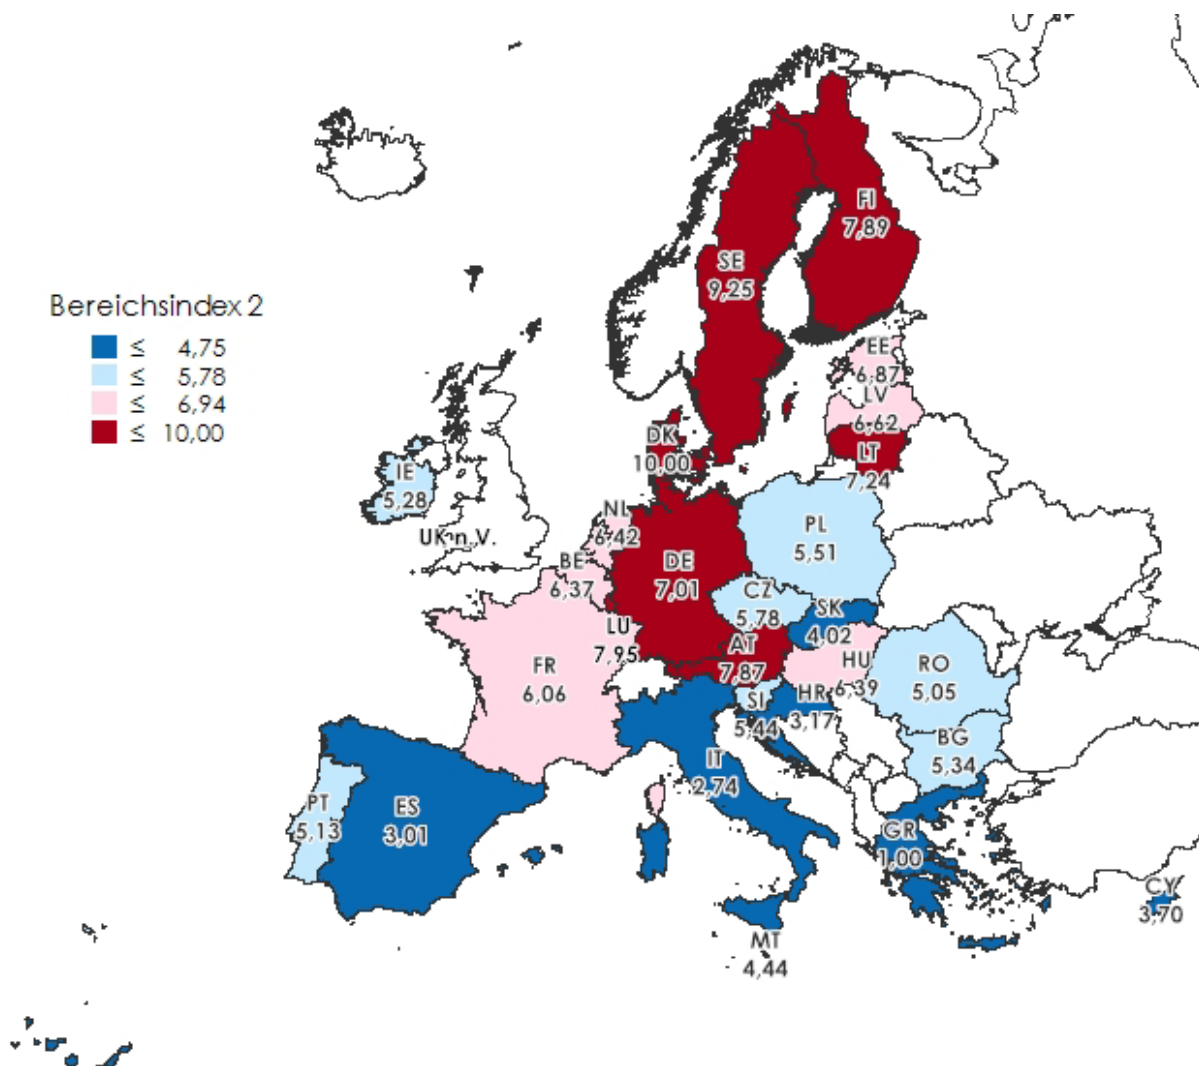 Bereichsindex 2
≤ 4,75
≤ 5,78
≤ 6,94
≤ 10,00
FI
7,89
SE
9,25
EE
6,87
LV
6,62
LT
7,24
DK
10,00
IE
5,28
UK n.V.
NL
6,42
BE
6,37
DE
7,01
PL
5,51
CZ
5,78
SK
4,02
LU
7,95
AT
7,87
FR
6,06
HU
6,39
RO
5,05
SI
5,44
HR
3,17
BG
5,34
IT
2,74
PT
5,13
ES
3,01
GR
1,00
CY
3,70
MT
4,44